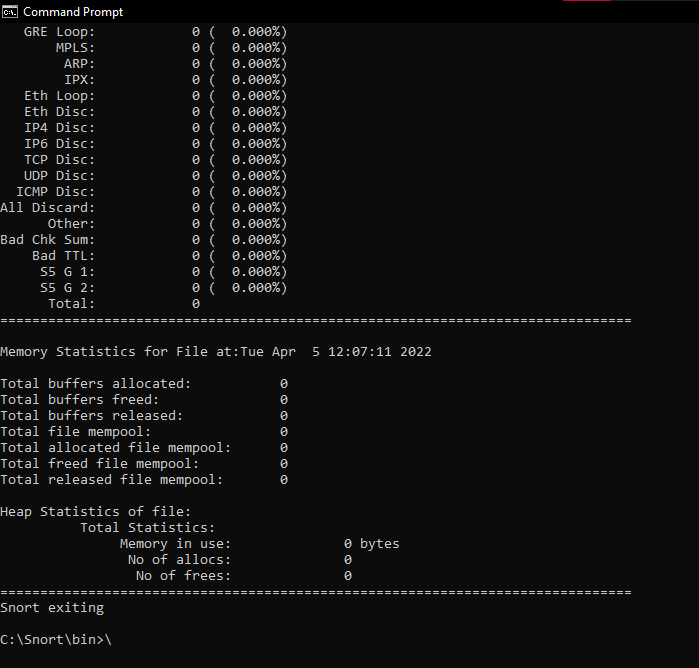 Command Prompt
GRE Loop:            0 (  0.000%)
MPLS:            0 (  0.000%)
ARP:            0 (  0.000%)
IPX:            0 (  0.000%)
Eth Loop:            0 (  0.000%)
Eth Disc:            0 (  0.000%)
IP4 Disc:            0 (  0.000%)
IP6 Disc:            0 (  0.000%)
TCP Disc:            0 (  0.000%)
UDP Disc:            0 (  0.000%)
ICMP Disc:            0 (  0.000%)
All Discard:            0 (  0.000%)
Other:            0 (  0.000%)
Bad Chk Sum:            0 (  0.000%)
Bad TTL:            0 (  0.000%)
S5 G 1:            0 (  0.000%)
S5 G 2:            0 (  0.000%)
Total:            0
===============================================================================
Memory Statistics for File at:Tue Apr  5 12:07:11 2022
Total buffers allocated:           0
Total buffers freed:               0
Total buffers released:            0
Total file mempool:                0
Total allocated file mempool:      0
Total freed file mempool:          0
Total released file mempool:       0
Heap Statistics of file:
Total Statistics:
Memory in use:              0 bytes
No of allocs:              0
No of frees:              0
===============================================================================
Snort exiting
C:\Snort\bin>\